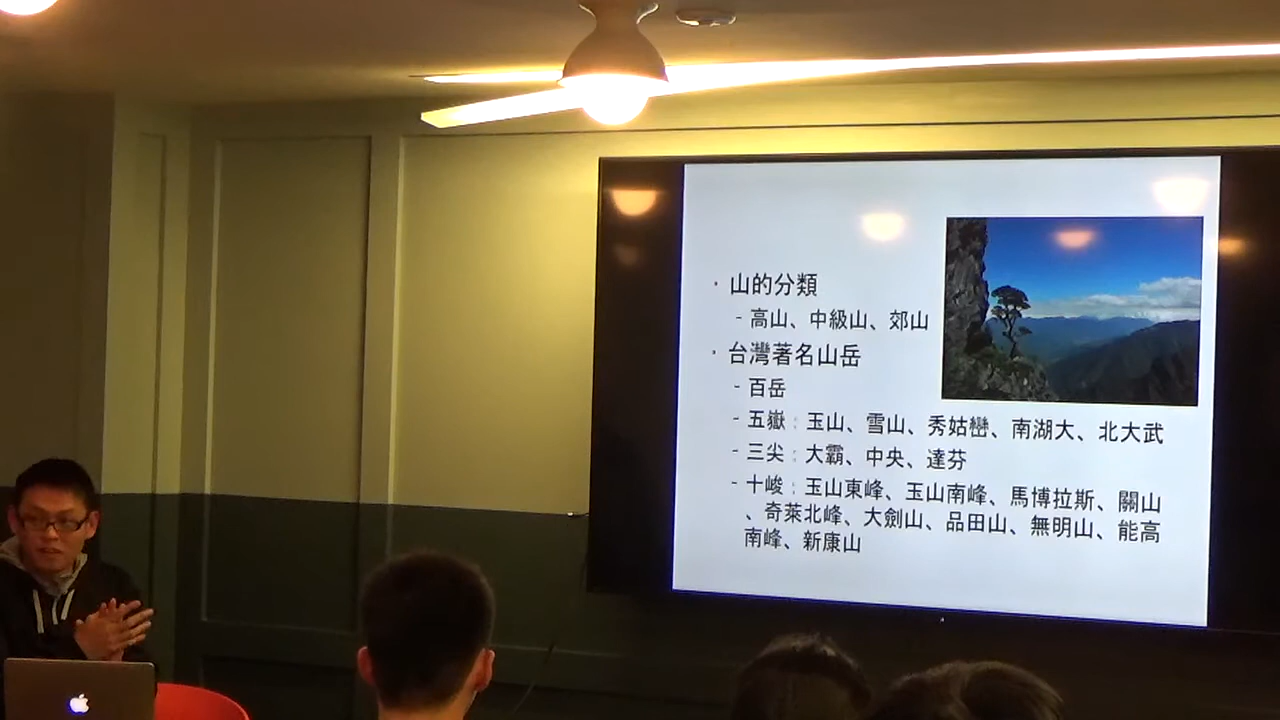 · 山的分類
- 高山、中級山、郊山
· 台灣著名山岳
- 百岳
- 五嶽：玉山、雪山、秀姑巒、南湖大、北大武
- 三尖：大霸、中央、達芬
- 十峻：玉山東峰、玉山南峰、馬博拉斯、關山
、奇萊北峰、大劍山、品田山、無明山、能高
南峰、新康山